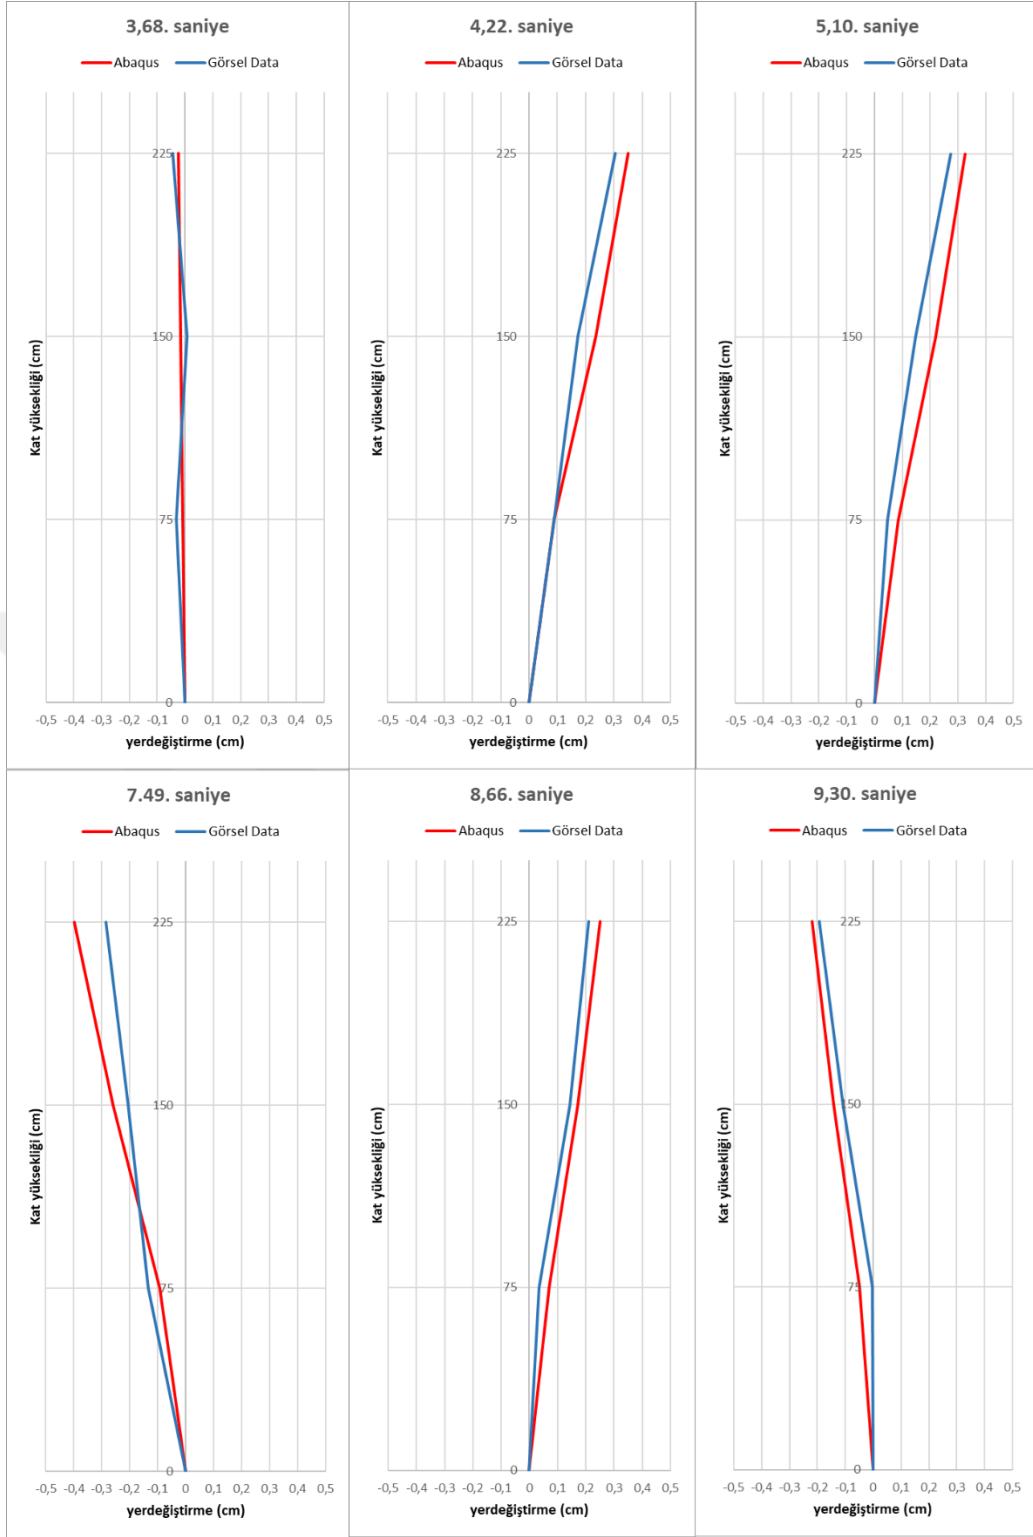 3,68. saniye
Abaqus Görsel Data
225
150
75
0
Kat yüksekliği (cm)
-0,5 -0,4 -0,3 -0,2 -0,1 0 0,1 0,2 0,3 0,4 0,5
yerdeğiştirme (cm)
4,22. saniye
Abaqus Görsel Data
225
150
75
0
Kat yüksekliği (cm)
-0,5 -0,4 -0,3 -0,2 -0,1 0 0,1 0,2 0,3 0,4 0,5
yerdeğiştirme (cm)
5,10. saniye
Abaqus Görsel Data
225
150
75
0
Kat yüksekliği (cm)
-0,5 -0,4 -0,3 -0,2 -0,1 0 0,1 0,2 0,3 0,4 0,5
yerdeğiştirme (cm)
7.49. saniye
Abaqus Görsel Data
225
150
75
0
Kat yüksekliği (cm)
-0,5 -0,4 -0,3 -0,2 -0,1 0 0,1 0,2 0,3 0,4 0,5
yerdeğiştirme (cm)
8,66. saniye
Abaqus Görsel Data
225
150
75
0
Kat yüksekliği (cm)
-0,5 -0,4 -0,3 -0,2 -0,1 0 0,1 0,2 0,3 0,4 0,5
yerdeğiştirme (cm)
9,30. saniye
Abaqus Görsel Data
225
150
75
0
Kat yüksekliği (cm)
-0,5 -0,4 -0,3 -0,2 -0,1 0 0,1 0,2 0,3 0,4 0,5
yerdeğiştirme (cm)